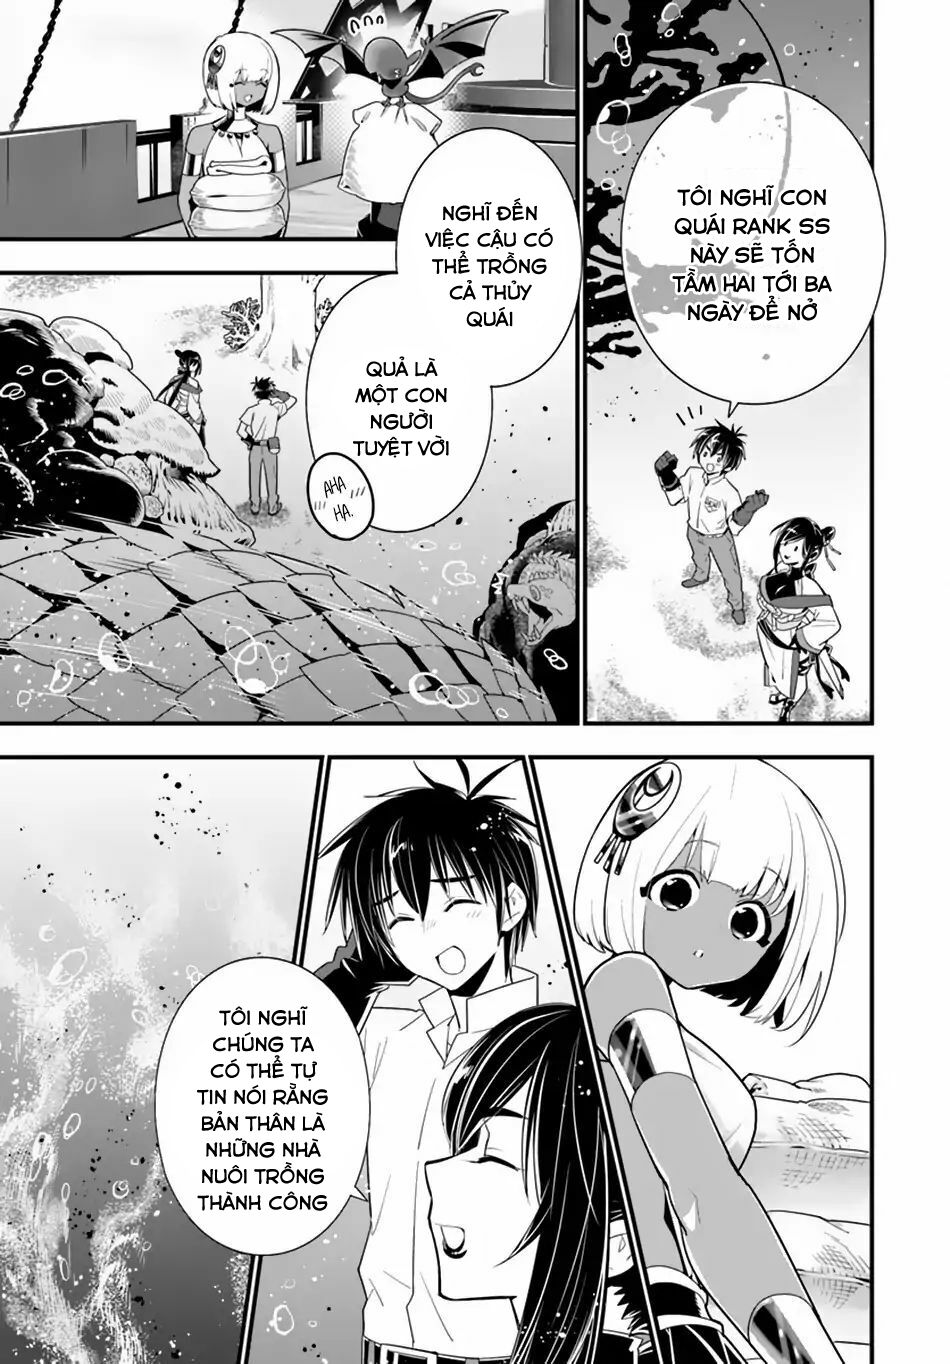 TÔI NGHĨ CON
QUÁI RANK SS
NÀY SẼ TỐN
TẦM HAI TỚI BA
NGÀY ĐỂ NỞ
NGHĨ ĐẾN
VIỆC CẬU CÓ
THỂ TRỒNG
CẢ THỦY
QUÁI
QUẢ LÀ
MỘT CON
NGƯỜI
TUYỆT VỜI
AHA
HA.
TÔI NGHĨ
CHÚNG TA
CÓ THỂ TỰ
TIN NÓI RẰNG
BẢN THÂN LÀ
NHỮNG NHÀ
NUÔI TRỒNG
THÀNH CÔNG